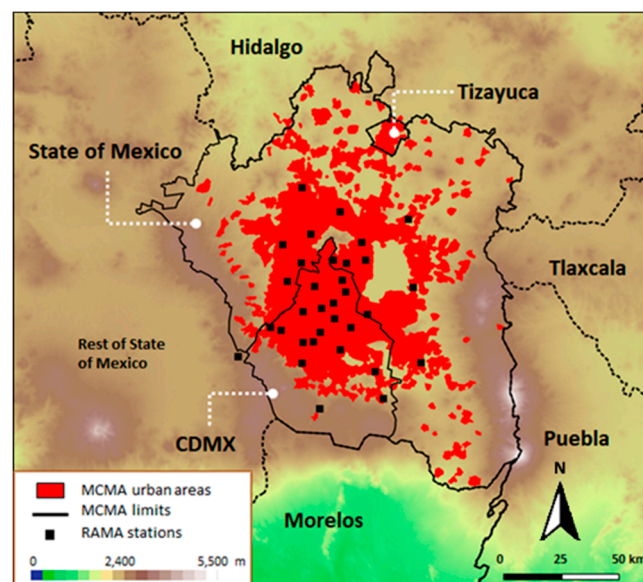 Hidalgo
Tizayuca
State of Mexico
Tlaxcala
Rest of State
of Mexico
CDMX
Puebla
N
Morelos
MCMA urban areas
MCMA limits
RAMA stations
0 2,400 5,500 m
0 25 50 km